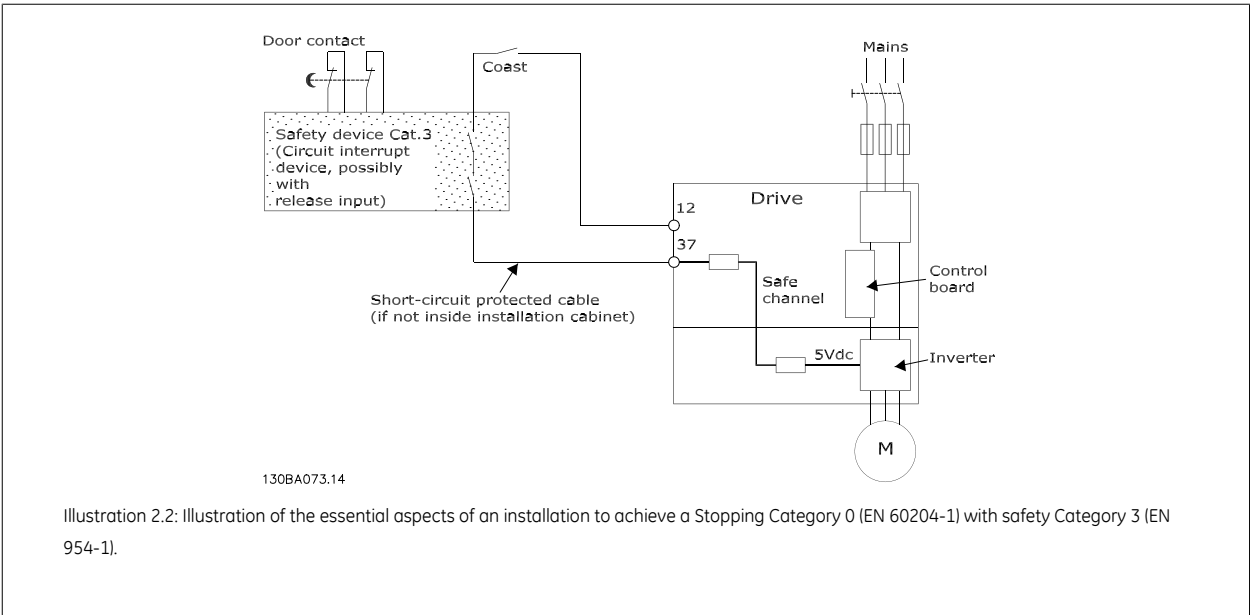 Door contact
Coast
Mains
Safety device Cat.3
(Circuit interrupt
device, possibly
with
release input)
Drive
12
37
Safe
channel
Control
board
Short-circuit protected cable
(if not inside installation cabinet)
5Vdc
Inverter
M
130BA073.14
Illustration 2.2: Illustration of the essential aspects of an installation to achieve a Stopping Category 0 (EN 60204-1) with safety Category 3 (EN
954-1).